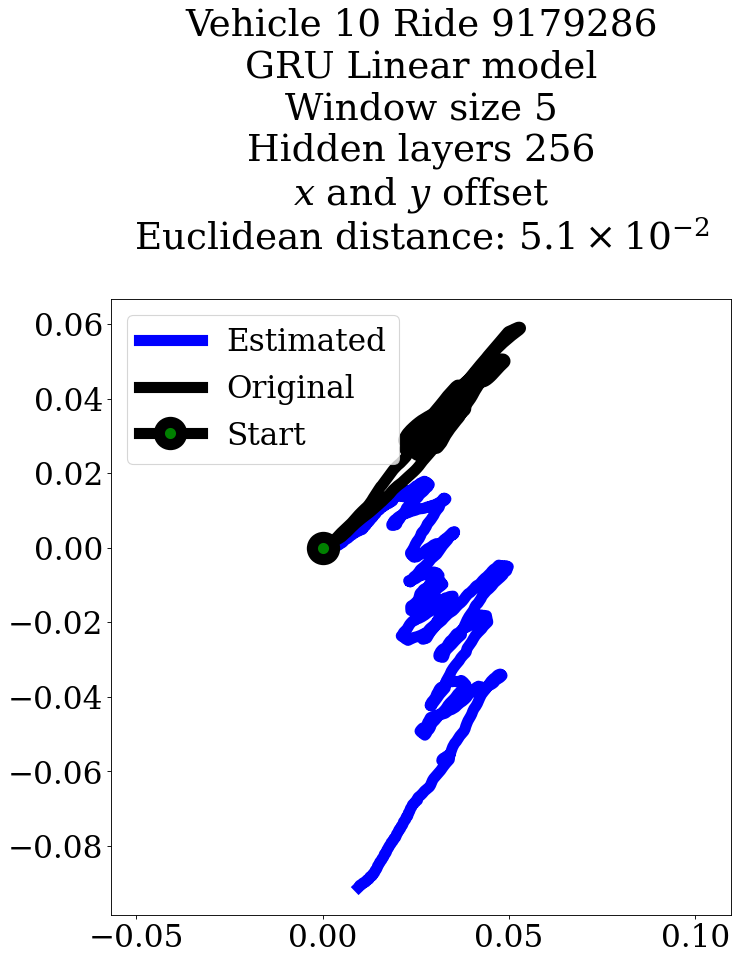 Vehicle 10 Ride 9179286
GRU Linear model
Window size 5
Hidden layers 256
x and y offset
Euclidean distance: 5.1 × 10⁻²
Estimated
Original
Start
0.06
0.04
0.02
0.00
−0.02
−0.04
−0.06
−0.08
−0.05 0.00 0.05 0.10